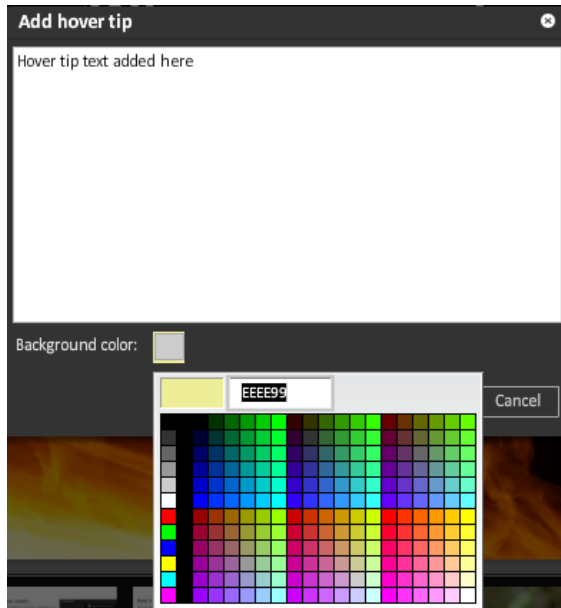 Add hover tip
Hover tip text added here
Background color:
EEEE99
Cancel